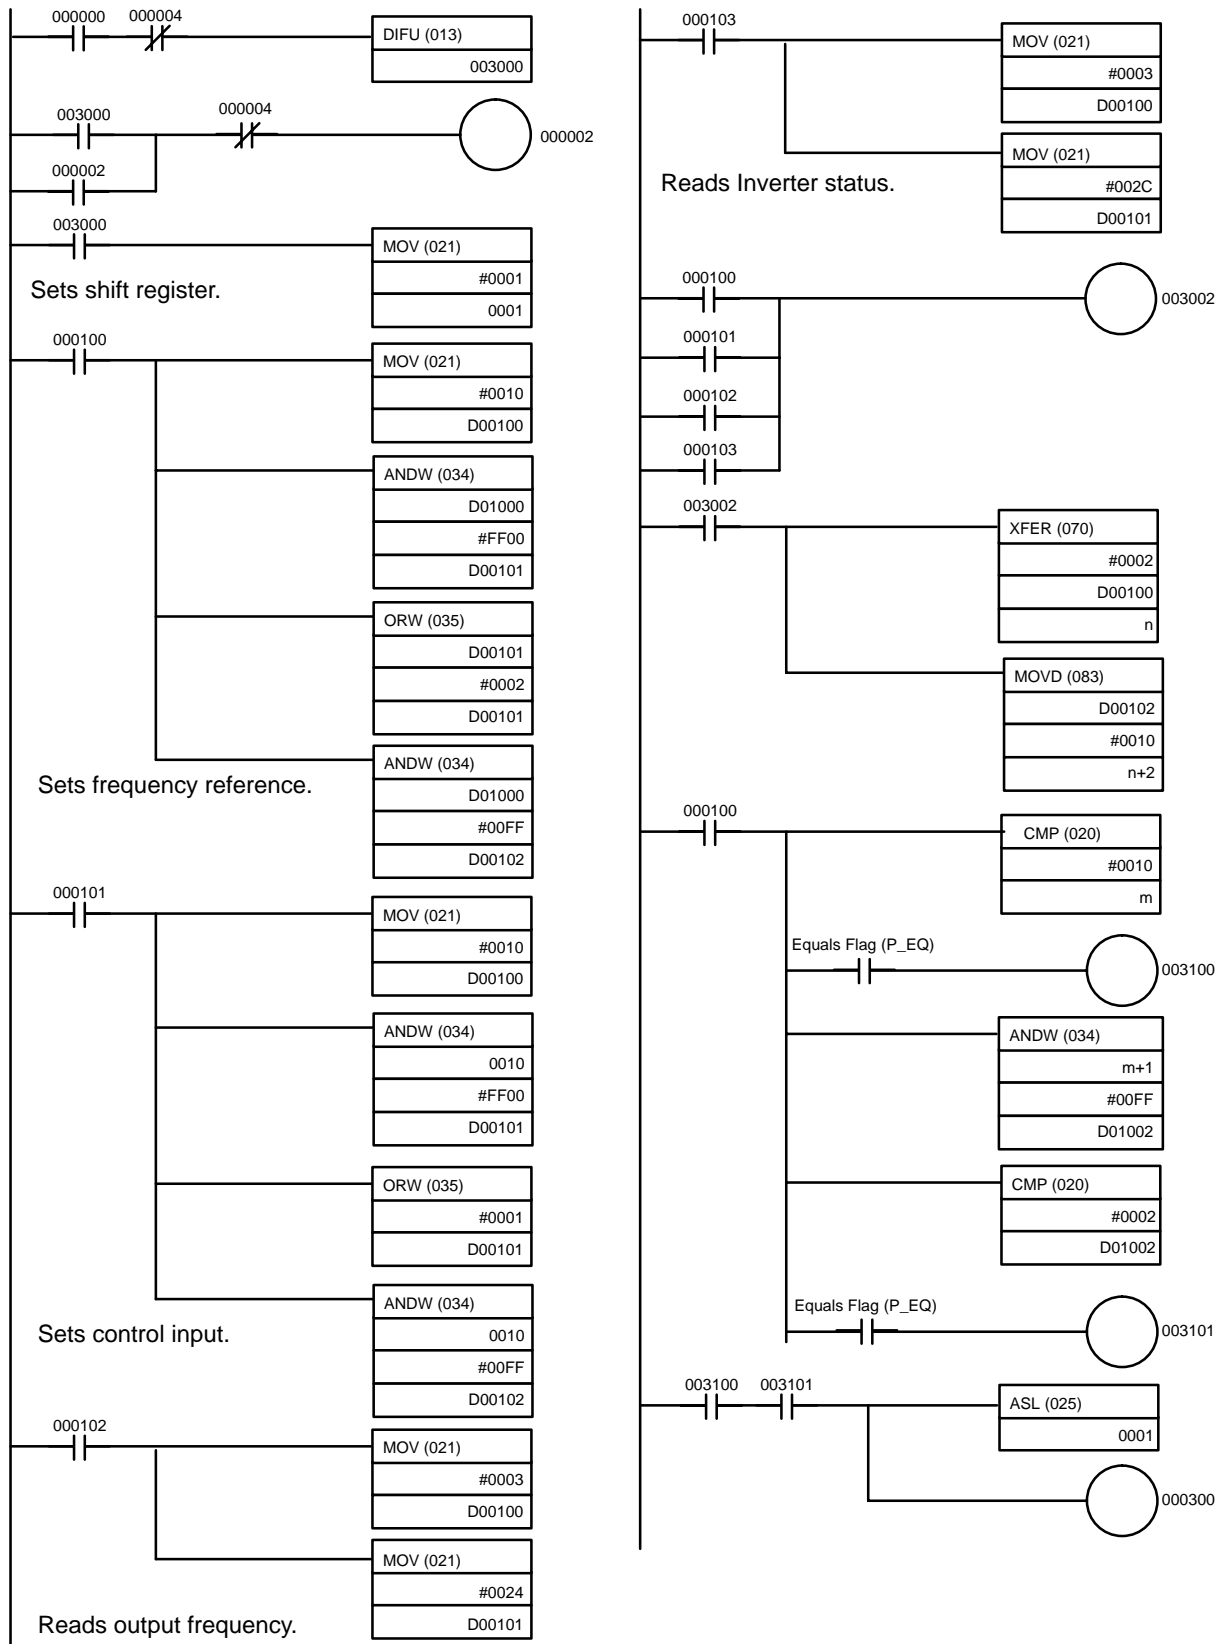 000000 000004
DIFU (013)
003000
003000
000004
000002
000002
003000
MOV (021)
#0001
0001
Sets shift register.
000100
MOV (021)
#0010
D00100
ANDW (034)
D01000
#FF00
D00101
ORW (035)
D00101
#0002
D00101
ANDW (034)
D01000
#00FF
D00102
Sets frequency reference.
000101
MOV (021)
#0010
D00100
ANDW (034)
0010
#FF00
D00101
ORW (035)
#0001
D00101
ANDW (034)
0010
#00FF
D00102
Sets control input.
000102
MOV (021)
#0003
D00100
MOV (021)
#0024
D00101
Reads output frequency.
000103
MOV (021)
#0003
D00100
MOV (021)
#002C
D00101
Reads Inverter status.
000100
003002
000101
000102
000103
003002
XFER (070)
#0002
D00100
n
MOVD (083)
D00102
#0010
n+2
000100
CMP (020)
#0010
m
Equals Flag (P_EQ)
003100
ANDW (034)
m+1
#00FF
D01002
CMP (020)
#0002
D01002
Equals Flag (P_EQ)
003101
003100 003101
ASL (025)
0001
000300